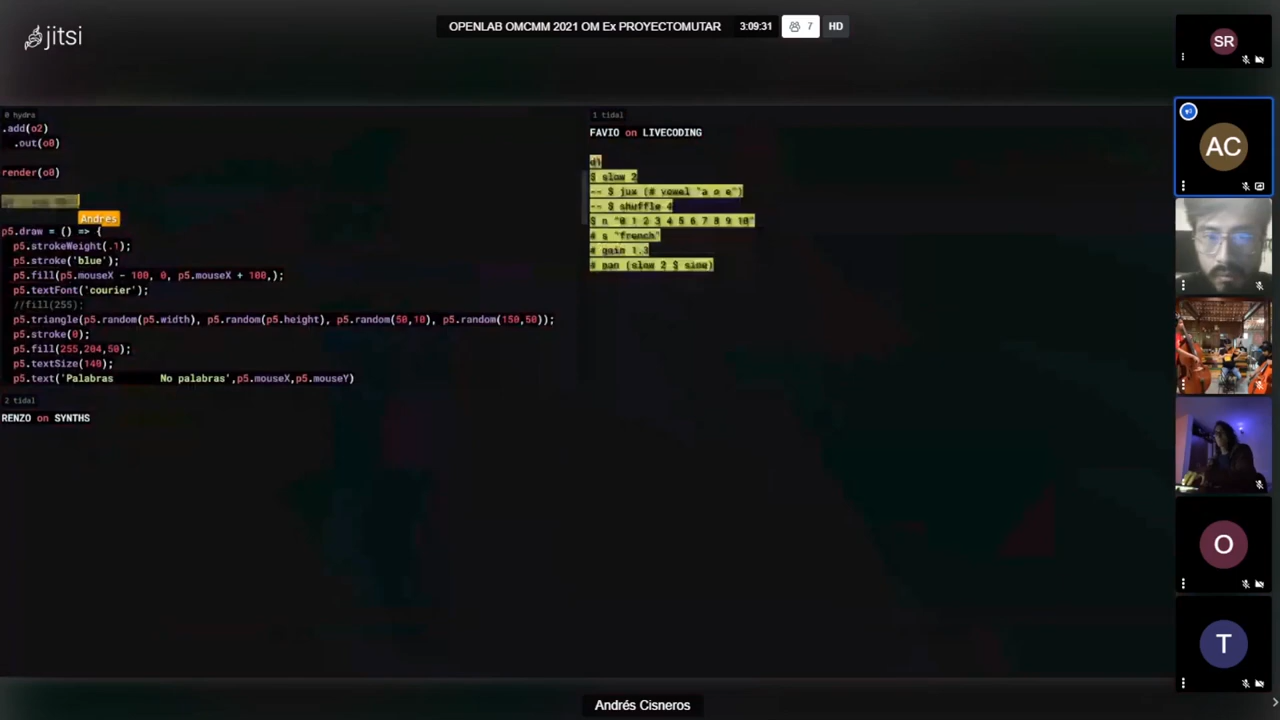 jitsi
OPENLAB OMCMM 2021 OM Ex PROYECTOMUTAR 3:09:31 7 HD
SR
AC
O
T
0 hydra
.add(o2)
.out(o0)
render(o0)
Andres
p5.draw = () => {
p5.strokeWeight(.1);
p5.stroke('blue');
p5.fill(p5.mouseX - 100, 0, p5.mouseX + 100,);
p5.textFont('courier');
//fill(255);
p5.triangle(p5.random(p5.width), p5.random(p5.height), p5.random(50,10), p5.random(150,50));
p5.stroke(0);
p5.fill(255,204,50);
p5.textSize(140);
p5.text('Palabras No palabras',p5.mouseX,p5.mouseY)
1 tidal
FAVIO on LIVECODING
d1
$ slow 2
-- $ jux (# vowel "a o e")
-- $ shuffle 4
$ n "0 1 2 3 4 5 6 7 8 9 10"
# s "french"
# gain 1.3
# pan (slow 2 $ sine)
2 tidal
RENZO on SYNTHS
Andrés Cisneros